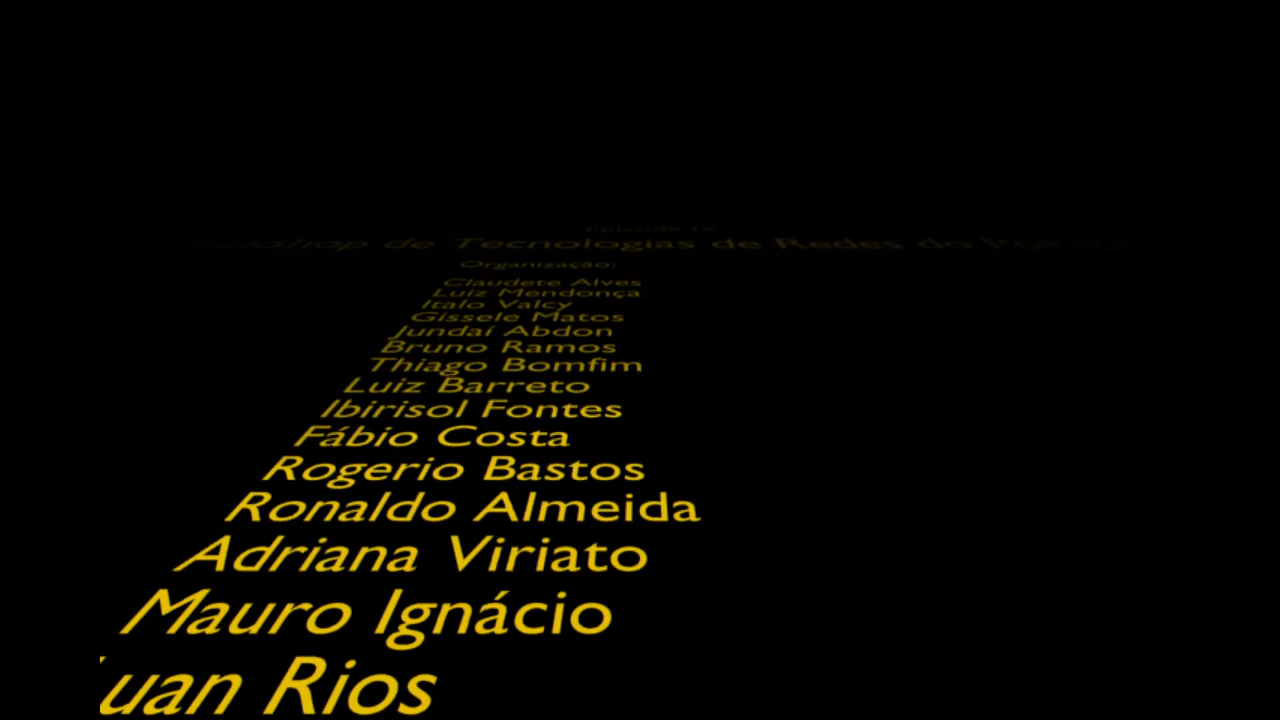 de Tecnologias de Redes do
Organização:
Claudete Alves
Luiz Mendonça
Italo Valcy
Gissele Matos
Jundaí Abdon
Bruno Ramos
Thiago Bomfim
Luiz Barreto
Ibirisol Fontes
Fábio Costa
Rogerio Bastos
Ronaldo Almeida
Adriana Viriato
Mauro Ignácio
uan Rios